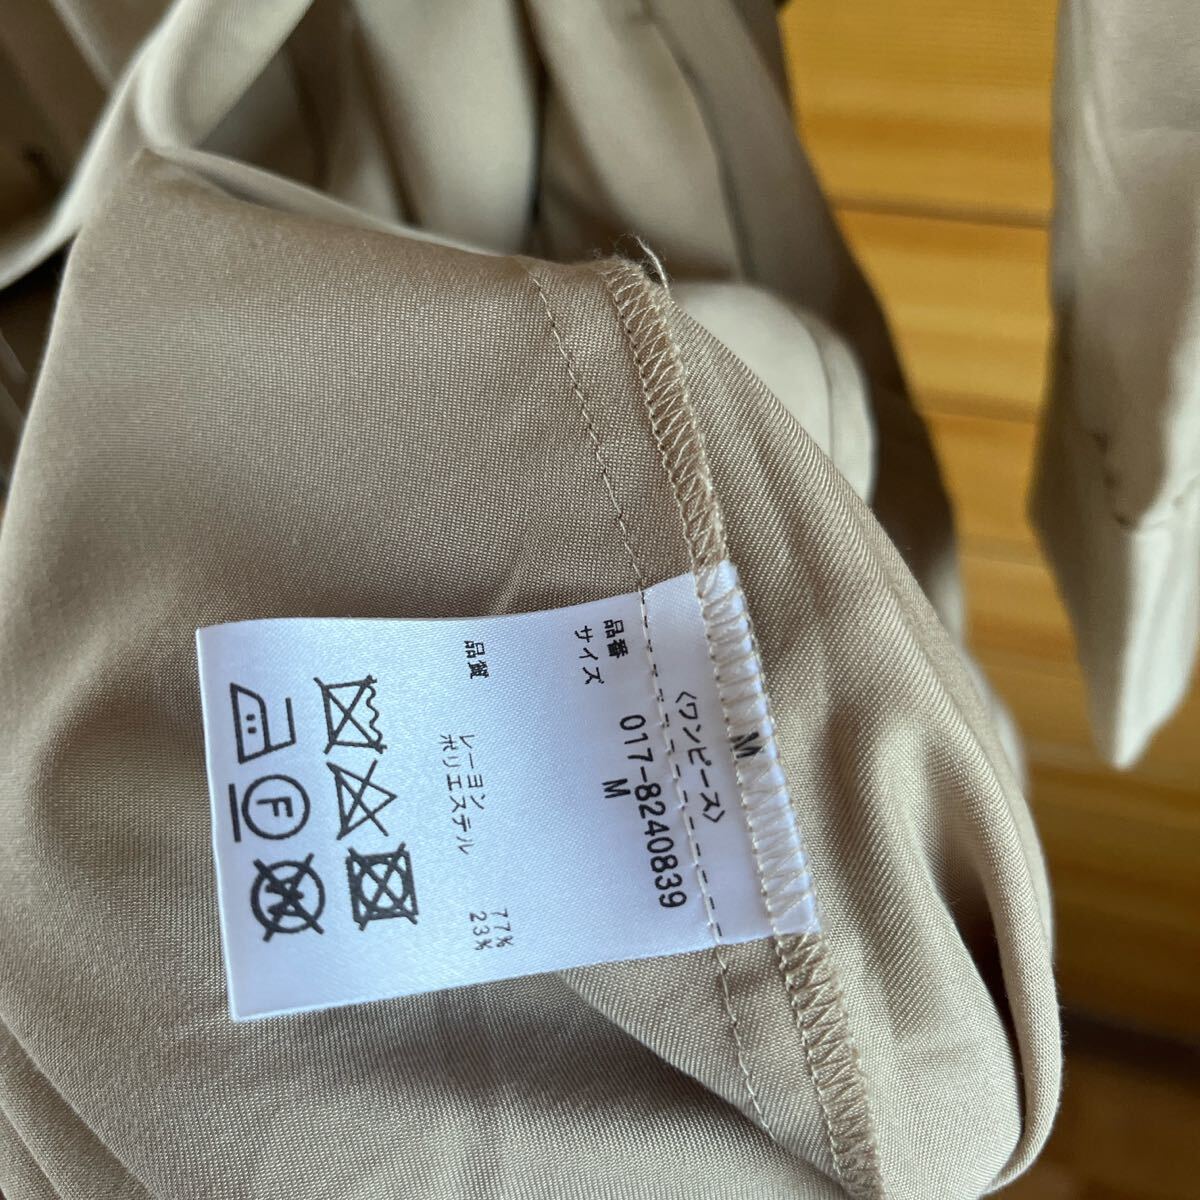 〈ワンピース〉
M
品番 017-8240839
サイズ M
品質 レーヨン 77%
ポリエステル 23%
F
W